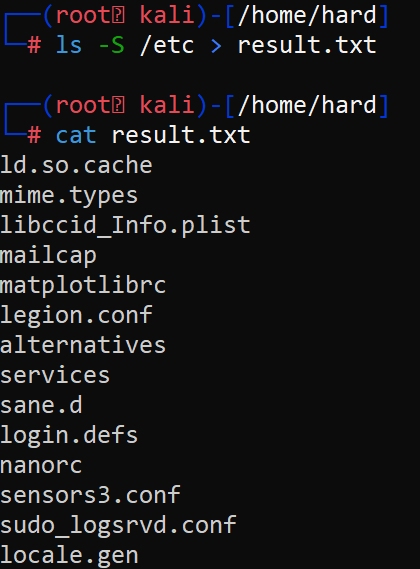 ┌──(root㉿ kali)-[/home/hard]
└─# ls -S /etc > result.txt
┌──(root㉿ kali)-[/home/hard]
└─# cat result.txt
ld.so.cache
mime.types
libccid_Info.plist
mailcap
matplotlibrc
legion.conf
alternatives
services
sane.d
login.defs
nanorc
sensors3.conf
sudo_logsrvd.conf
locale.gen